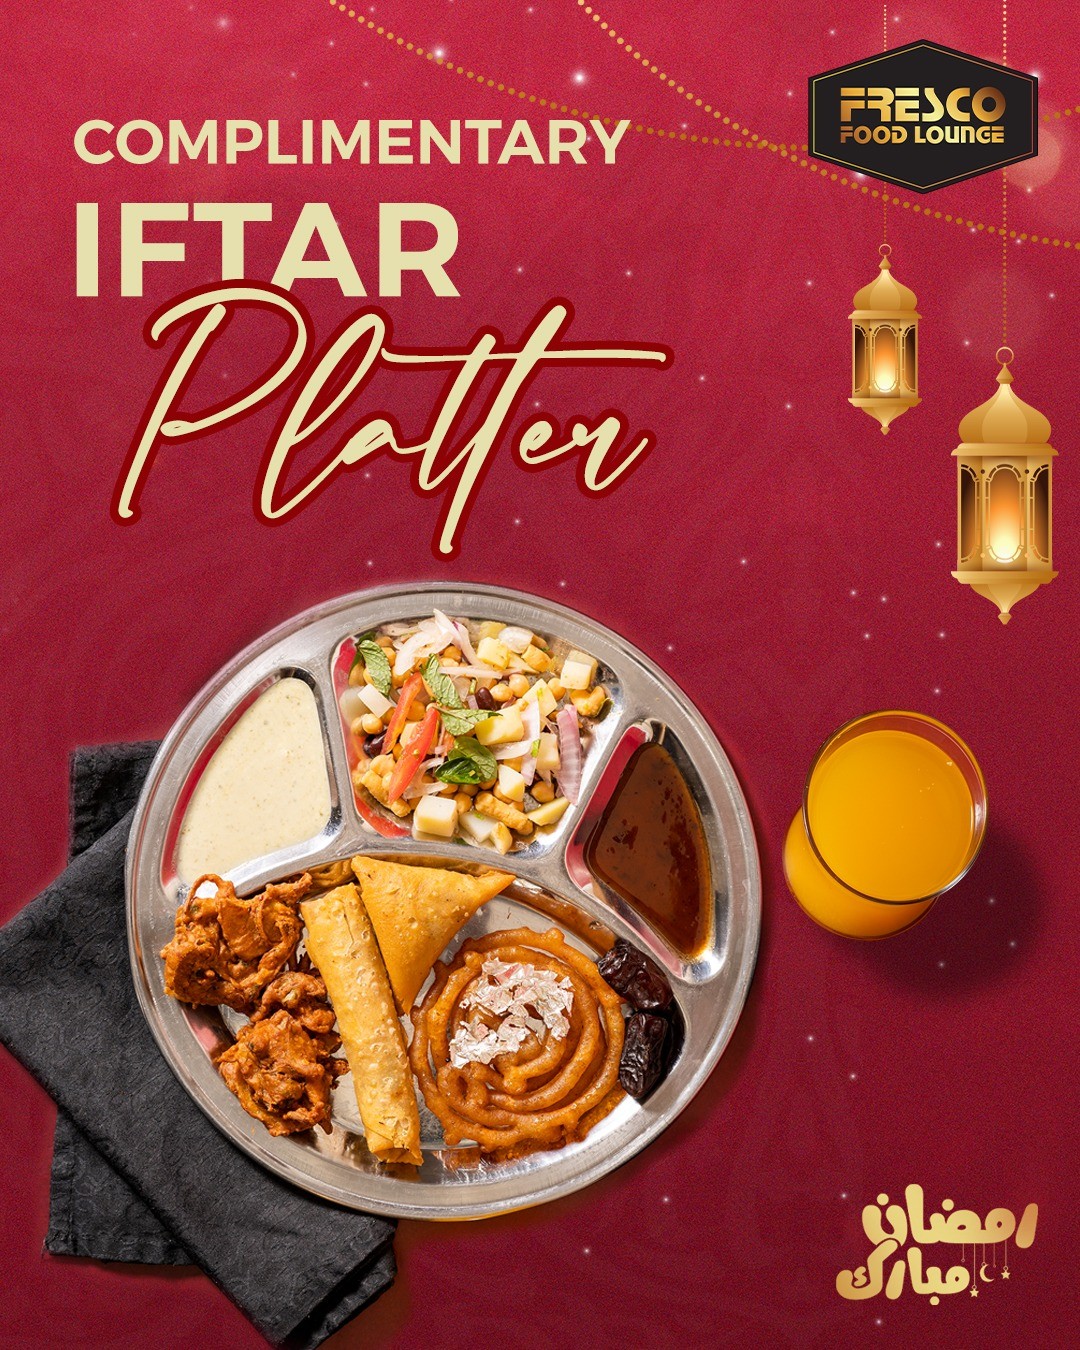 COMPLIMENTARY
IFTAR
Platter
FRESCO
FOOD LOUNGE
رمضان
مبارك